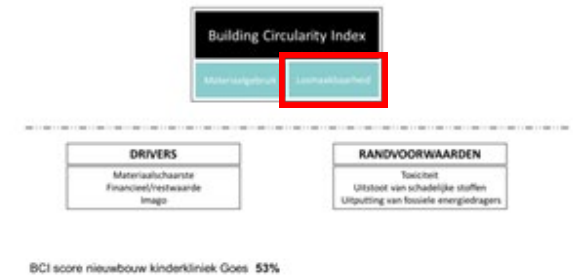 Building Circularity Index
Materiaalgebruik Losmaakbaarheid
DRIVERS
Materiaalschaarste
Financieel/restwaarde
Imago
RANDVOORWAARDEN
Toxiciteit
Uitstoot van schadelijke stoffen
Uitputting van fossiele energiedragers
BCI score nieuwbouw kinderkliniek Goes 53%